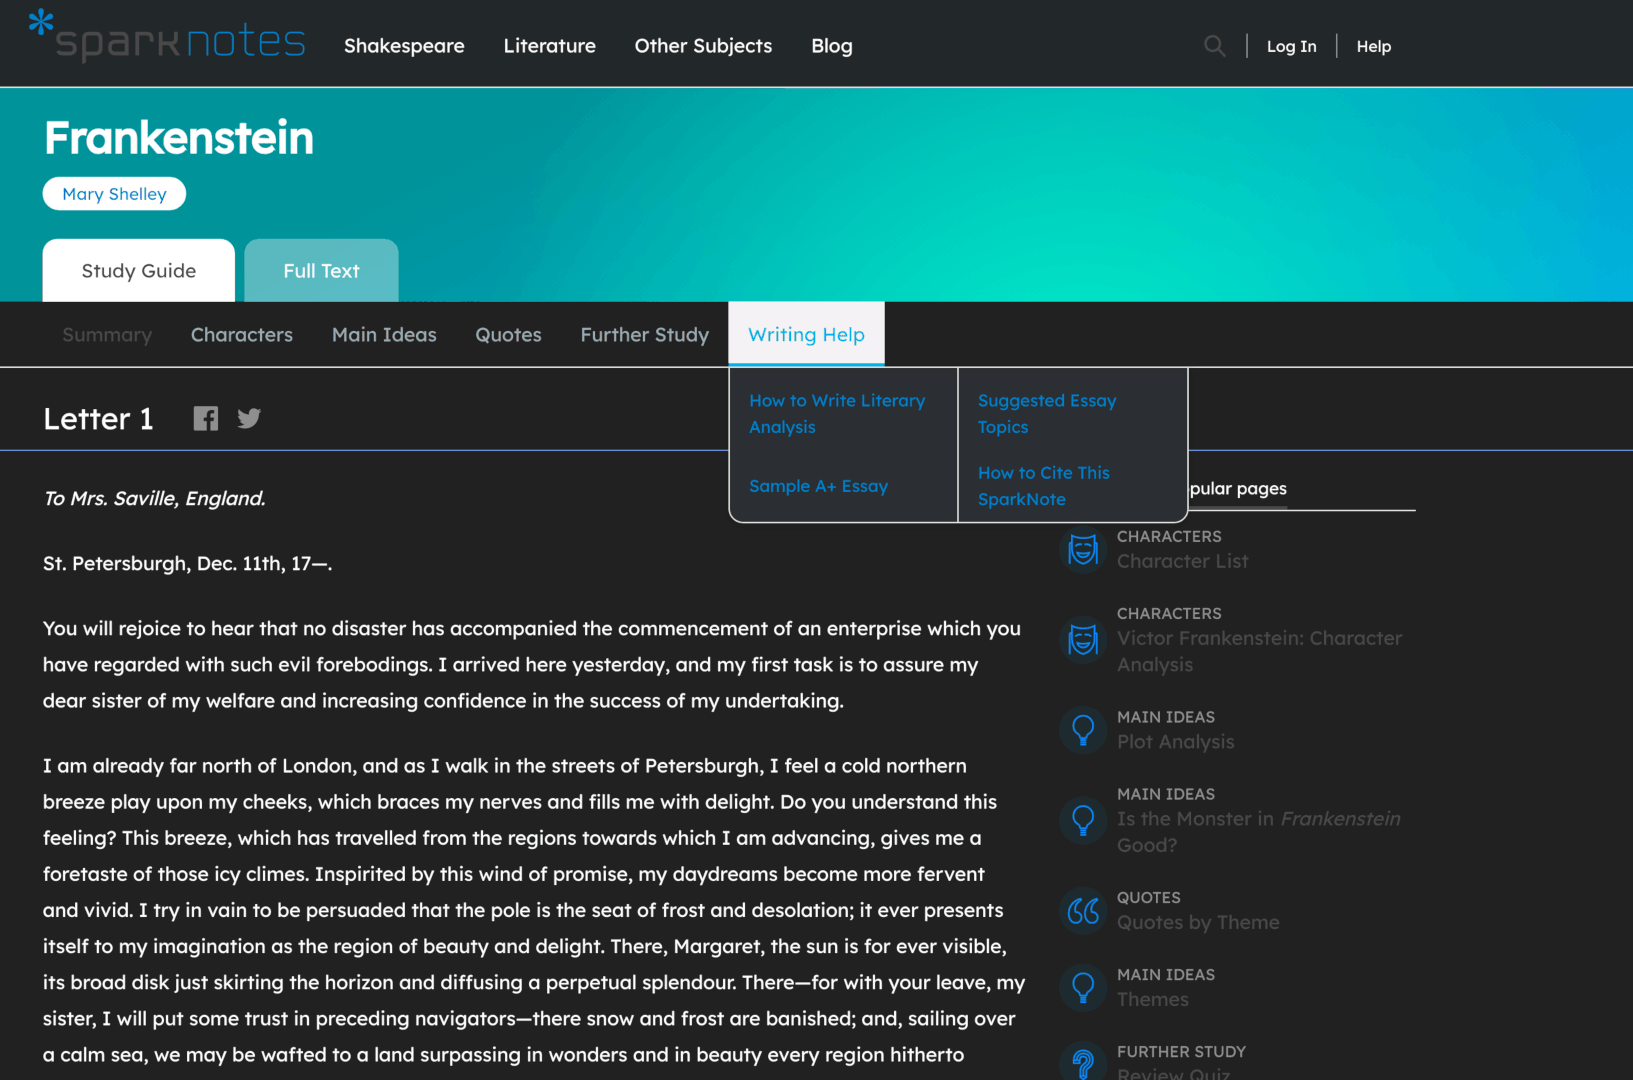 sparknotes
Shakespeare
Literature
Other Subjects
Blog
Log In
Help
Frankenstein
Mary Shelley
Study Guide
Full Text
Summary
Characters
Main Ideas
Quotes
Further Study
Writing Help
How to Write Literary
Analysis
Sample A+ Essay
Suggested Essay
Topics
How to Cite This
SparkNote
Letter 1
To Mrs. Saville, England.
St. Petersburgh, Dec. 11th, 17—.
You will rejoice to hear that no disaster has accompanied the commencement of an enterprise which you
have regarded with such evil forebodings. I arrived here yesterday, and my first task is to assure my
dear sister of my welfare and increasing confidence in the success of my undertaking.
I am already far north of London, and as I walk in the streets of Petersburgh, I feel a cold northern
breeze play upon my cheeks, which braces my nerves and fills me with delight. Do you understand this
feeling? This breeze, which has travelled from the regions towards which I am advancing, gives me a
foretaste of those icy climes. Inspirited by this wind of promise, my daydreams become more fervent
and vivid. I try in vain to be persuaded that the pole is the seat of frost and desolation; it ever presents
itself to my imagination as the region of beauty and delight. There, Margaret, the sun is for ever visible,
its broad disk just skirting the horizon and diffusing a perpetual splendour. There—for with your leave, my
sister, I will put some trust in preceding navigators—there snow and frost are banished; and, sailing over
a calm sea, we may be wafted to a land surpassing in wonders and in beauty every region hitherto
pular pages
CHARACTERS
Character List
CHARACTERS
Victor Frankenstein: Character
Analysis
MAIN IDEAS
Plot Analysis
MAIN IDEAS
Is the Monster in Frankenstein
Good?
QUOTES
Quotes by Theme
MAIN IDEAS
Themes
FURTHER STUDY
Review Quiz